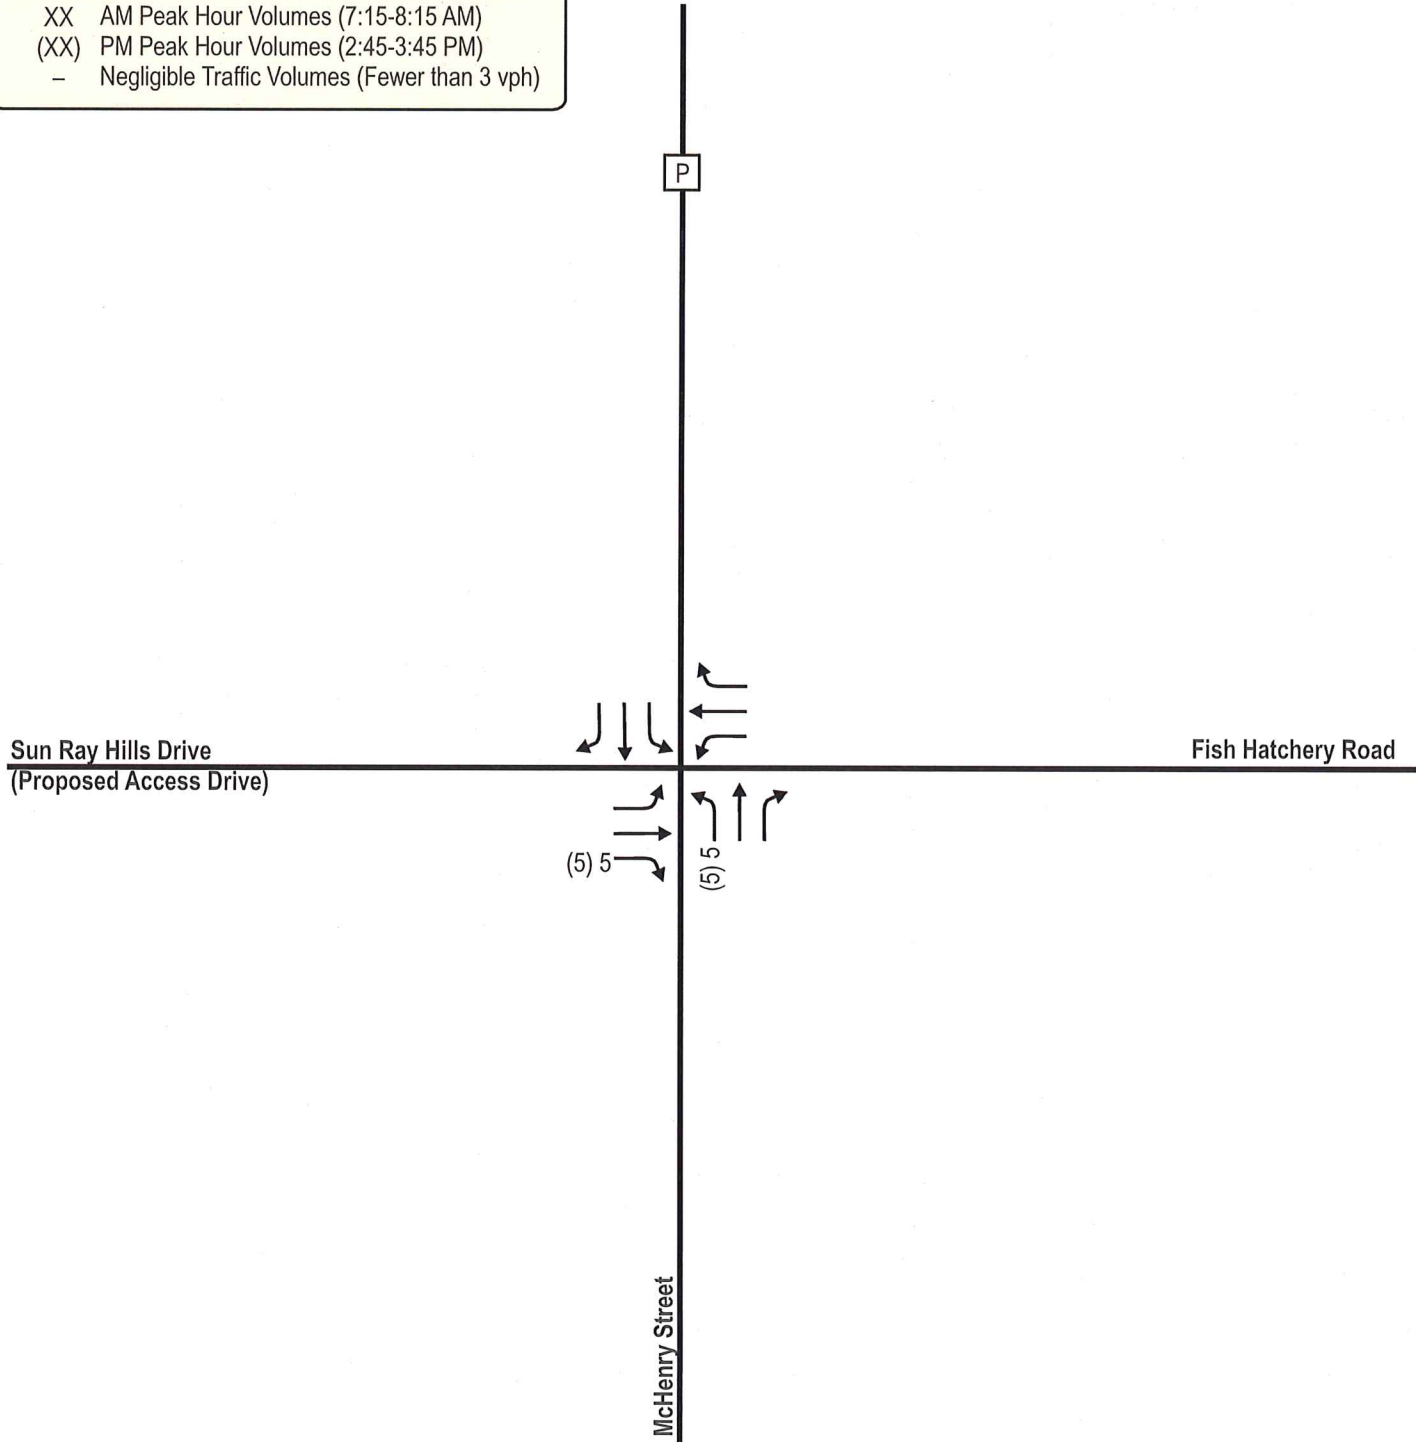 XX AM Peak Hour Volumes (7:15-8:15 AM)
(XX) PM Peak Hour Volumes (2:45-3:45 PM)
– Negligible Traffic Volumes (Fewer than 3 vph)
P
Sun Ray Hills Drive
(Proposed Access Drive)
Fish Hatchery Road
(5) 5
(5) 5
McHenry Street